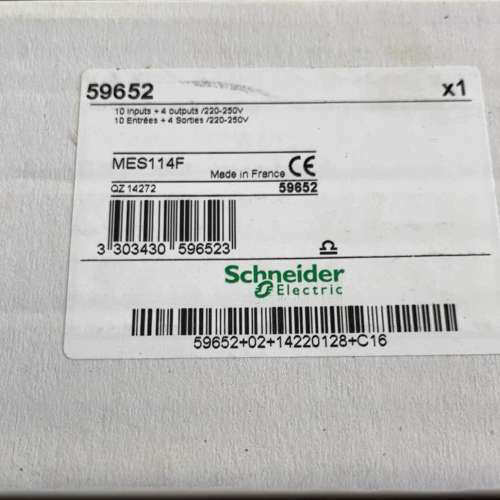 59652 x1
10 Inputs + 4 outputs /220-250V
10 Entrées + 4 Sorties /220-250V
MES114F Made in France CE
QZ 14272 59652
3 303430 596523
Schneider
Electric
59652+02+14220128+C16